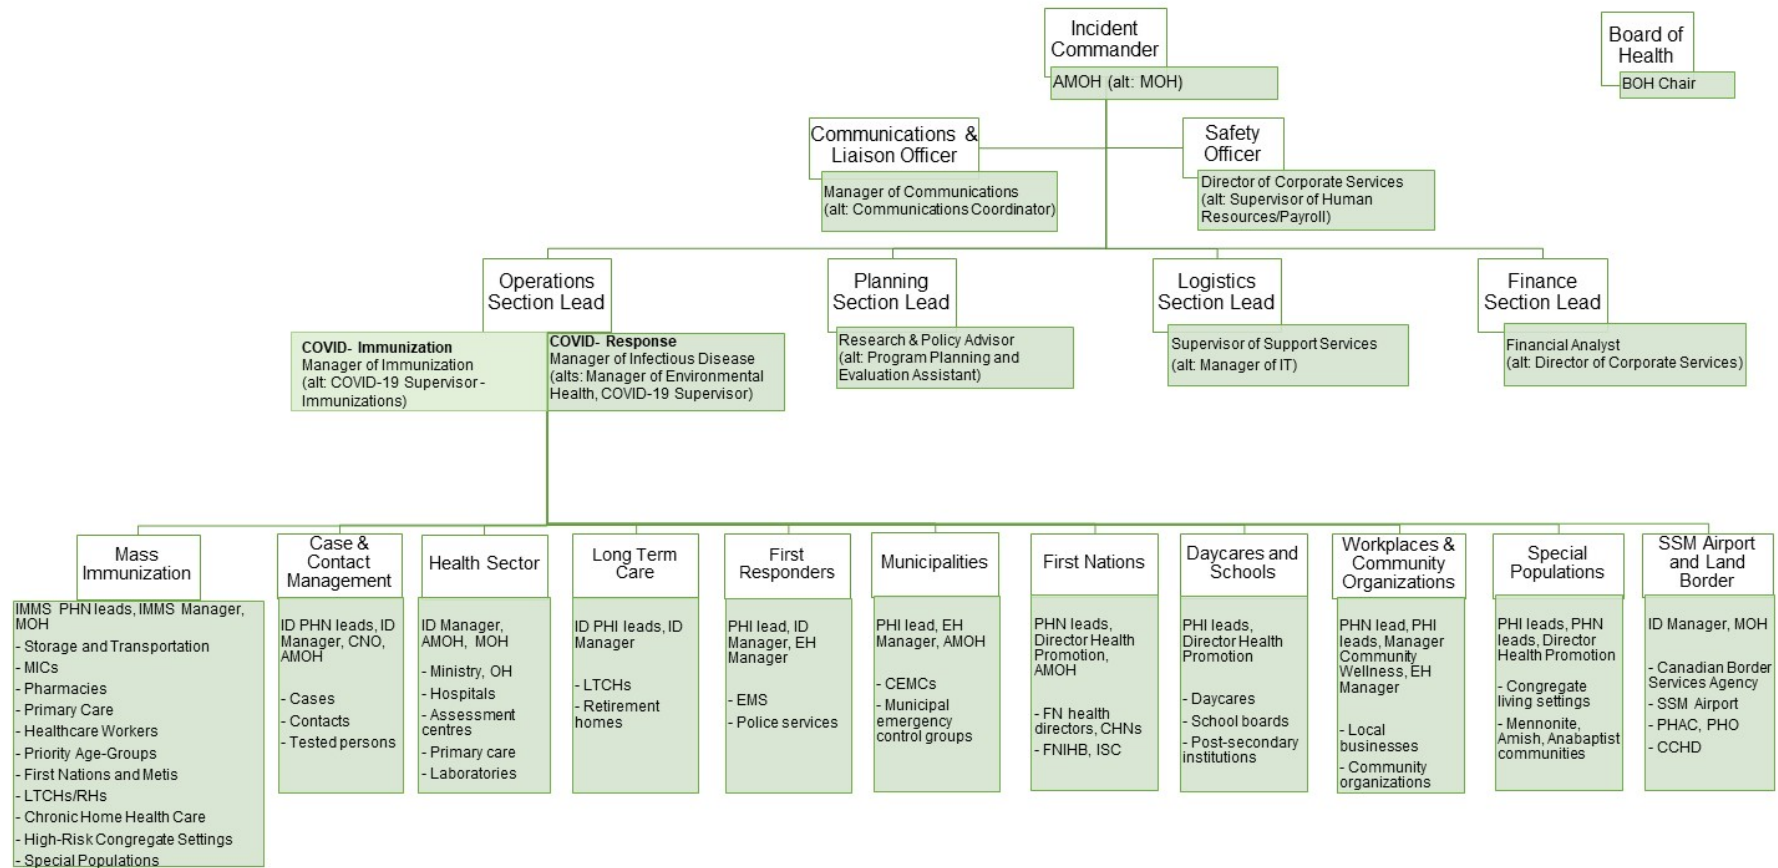 Incident
Commander
AMOH (alt: MOH)
Board of
Health
BOH Chair
Communications &
Liaison Officer
Manager of Communications
(alt: Communications Coordinator)
Safety
Officer
Director of Corporate Services
(alt: Supervisor of Human
Resources/Payroll)
Operations
Section Lead
COVID- Immunization
Manager of Immunization
(alt: COVID-19 Supervisor -
Immunizations)
COVID- Response
Manager of Infectious Disease
(alts: Manager of Environmental
Health, COVID-19 Supervisor)
Planning
Section Lead
Research & Policy Advisor
(alt: Program Planning and
Evaluation Assistant)
Logistics
Section Lead
Supervisor of Support Services
(alt: Manager of IT)
Finance
Section Lead
Financial Analyst
(alt: Director of Corporate Services)
Mass
Immunization
IMMS PHN leads, IMMS Manager,
MOH
- Storage and Transportation
- MICs
- Pharmacies
- Primary Care
- Healthcare Workers
- Priority Age-Groups
- First Nations and Metis
- LTCHs/RHs
- Chronic Home Health Care
- High-Risk Congregate Settings
- Special Populations
Case &
Contact
Management
ID PHN leads, ID
Manager, CNO,
AMOH
- Cases
- Contacts
- Tested persons
Health Sector
ID Manager,
AMOH, MOH
- Ministry, OH
- Hospitals
- Assessment
centres
- Primary care
- Laboratories
Long Term
Care
ID PHI leads, ID
Manager
- LTCHs
- Retirement
homes
First
Responders
PHI lead, ID
Manager, EH
Manager
- EMS
- Police services
Municipalities
PHI lead, EH
Manager, AMOH
- CEMCs
- Municipal
emergency
control groups
First Nations
PHN leads,
Director Health
Promotion,
AMOH
- FN health
directors, CHNs
- FNIHB, ISC
Daycares and
Schools
PHI leads,
Director Health
Promotion
- Daycares
- School boards
- Post-secondary
institutions
Workplaces &
Community
Organizations
PHN lead, PHI
leads, Manager
Community
Wellness, EH
Manager
- Local
businesses
- Community
organizations
Special
Populations
PHI leads, PHN
leads, Director
Health Promotion
- Congregate
living settings
- Mennonite,
Amish, Anabaptist
communities
SSM Airport
and Land
Border
ID Manager, MOH
- Canadian Border
Services Agency
- SSM Airport
- PHAC, PHO
- CCHD